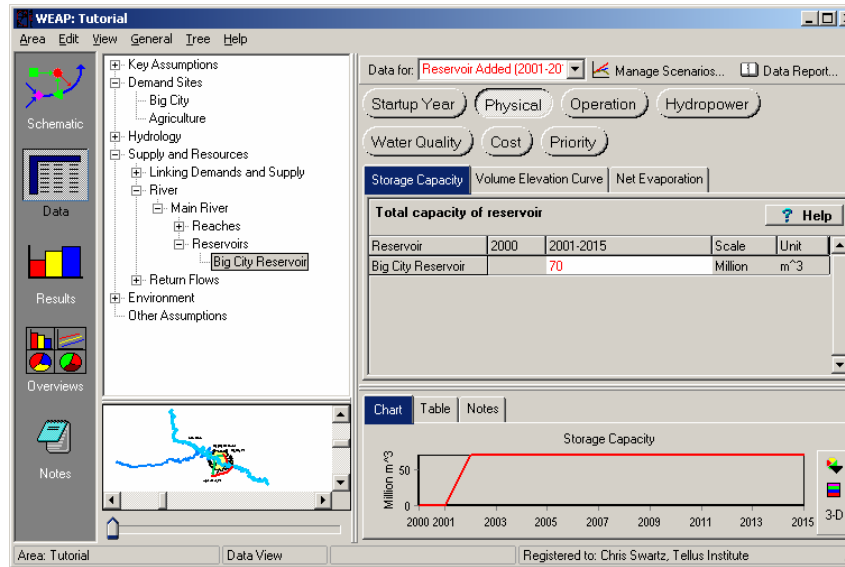 WEAP: Tutorial
Area Edit View General Tree Help
Schematic
Data
Results
Overviews
Notes
Key Assumptions
Demand Sites
Big City
Agriculture
Hydrology
Supply and Resources
Linking Demands and Supply
River
Main River
Reaches
Reservoirs
Big City Reservoir
Return Flows
Environment
Other Assumptions
Data for: Reservoir Added (2001-20 Manage Scenarios... Data Report...
Startup Year Physical Operation Hydropower
Water Quality Cost Priority
Storage Capacity Volume Elevation Curve Net Evaporation
Total capacity of reservoir ? Help
Reservoir 2000 2001-2015 Scale Unit
Big City Reservoir 70 Million m^3
Chart Table Notes
Storage Capacity
Million m^3
50
0
2000 2001 2003 2005 2007 2009 2011 2013 2015
3-D
Area: Tutorial Data View Registered to: Chris Swartz, Tellus Institute